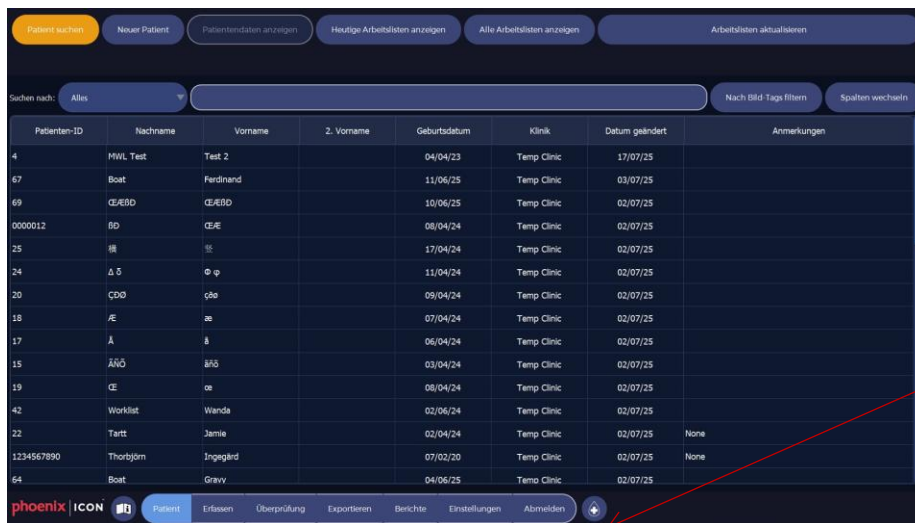 Patient suchen Neuer Patient Patientendaten anzeigen Heutige Arbeitslisten anzeigen Alle Arbeitslisten anzeigen Arbeitslisten aktualisieren
Suchen nach: Alles Nach Bild-Tags filtern Spalten wechseln
Patienten-ID Nachname Vorname 2. Vorname Geburtsdatum Klinik Datum geändert Anmerkungen
4 MWL Test Test 2 04/04/23 Temp Clinic 17/07/25
67 Boat Ferdinand 11/06/25 Temp Clinic 03/07/25
69 ŒÆßÐ ŒÆßÐ 10/06/25 Temp Clinic 02/07/25
0000012 ßÐ ŒÆ 08/04/24 Temp Clinic 02/07/25
25 17/04/24 Temp Clinic 02/07/25
24 Δ δ Φ φ 11/04/24 Temp Clinic 02/07/25
20 ÇÐØ çðø 09/04/24 Temp Clinic 02/07/25
18 Æ æ 07/04/24 Temp Clinic 02/07/25
17 Å å 06/04/24 Temp Clinic 02/07/25
15 ÃÑÕ ãñõ 03/04/24 Temp Clinic 02/07/25
19 Œ œ 08/04/24 Temp Clinic 02/07/25
42 Worklist Wanda 02/06/24 Temp Clinic 02/07/25
22 Tartt Jamie 02/04/24 Temp Clinic 02/07/25 None
1234567890 Thorbjörn Ingegärd 07/02/20 Temp Clinic 02/07/25 None
64 Boat Gravy 04/06/25 Temp Clinic 02/07/25
phoenix | ICON Patient Erfassen Überprüfung Exportieren Berichte Einstellungen Abmelden